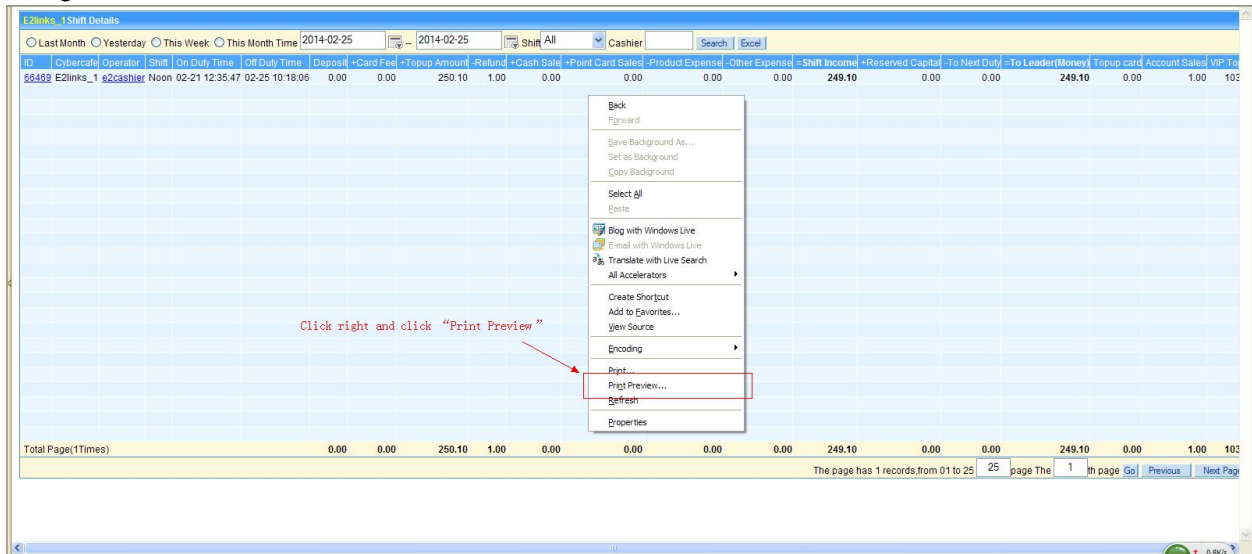 E2links_1Shift Details
Last Month Yesterday This Week This Month Time 2014-02-25 -- 2014-02-25 Shift All Cashier Search Excel
ID Cybercafe Operator Shift On Duty Time Off Duty Time Deposit +Card Fee +Topup Amount -Refund +Cash Sale +Point Card Sales -Product Expense -Other Expense =Shift Income +Reserved Capital -To Next Duty =To Leader(Money) Topup card Account Sales VIP To
66469 E2links_1 e2cashier Noon 02-21 12:35:47 02-25 10:18:06 0.00 0.00 250.10 1.00 0.00 0.00 0.00 0.00 249.10 0.00 0.00 249.10 0.00 1.00 103
Back
Forward
Save Background As...
Set as Background
Copy Background
Select All
Paste
Blog with Windows Live
E-mail with Windows Live
Translate with Live Search
All Accelerators
Create Shortcut
Add to Favorites...
View Source
Encoding
Print...
Print Preview...
Refresh
Properties
Click right and click “Print Preview”
Total Page(1Times) 0.00 0.00 250.10 1.00 0.00 0.00 0.00 0.00 249.10 0.00 0.00 249.10 0.00 1.00 103
The page has 1 records,from 01 to 25 25 page The 1 th page Go Previous Next Page
0.8K/s